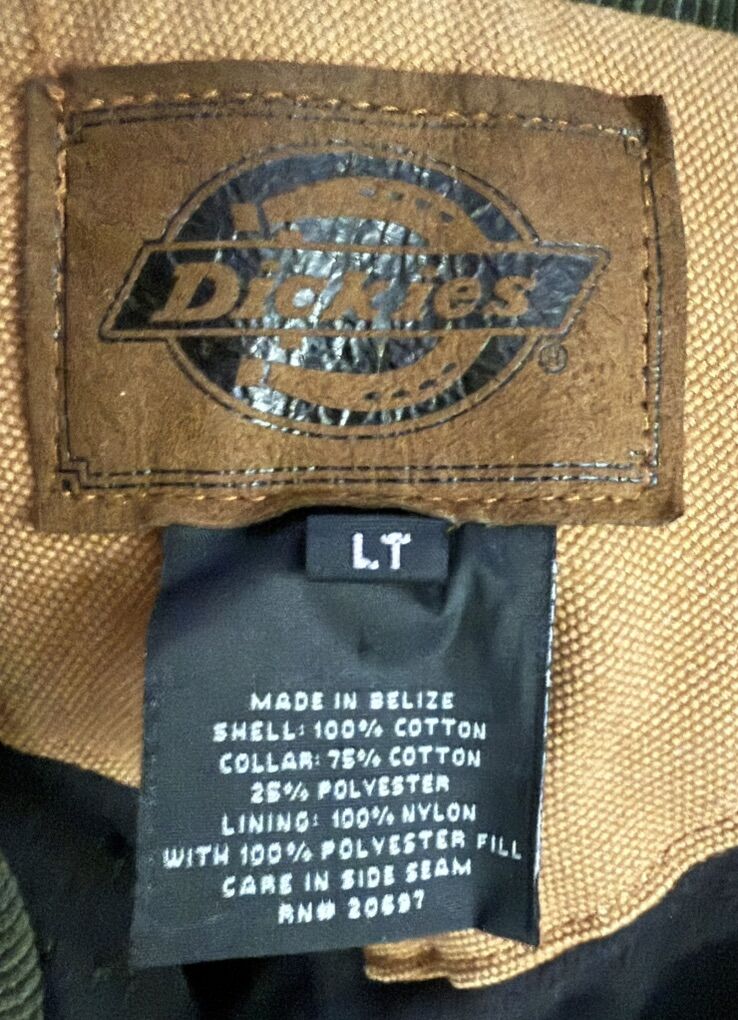 Dickies
®
LT
MADE IN BELIZE
SHELL: 100% COTTON
COLLAR: 75% COTTON
25% POLYESTER
LINING: 100% NYLON
WITH 100% POLYESTER FILL
CARE IN SIDE SEAM
RN# 20697